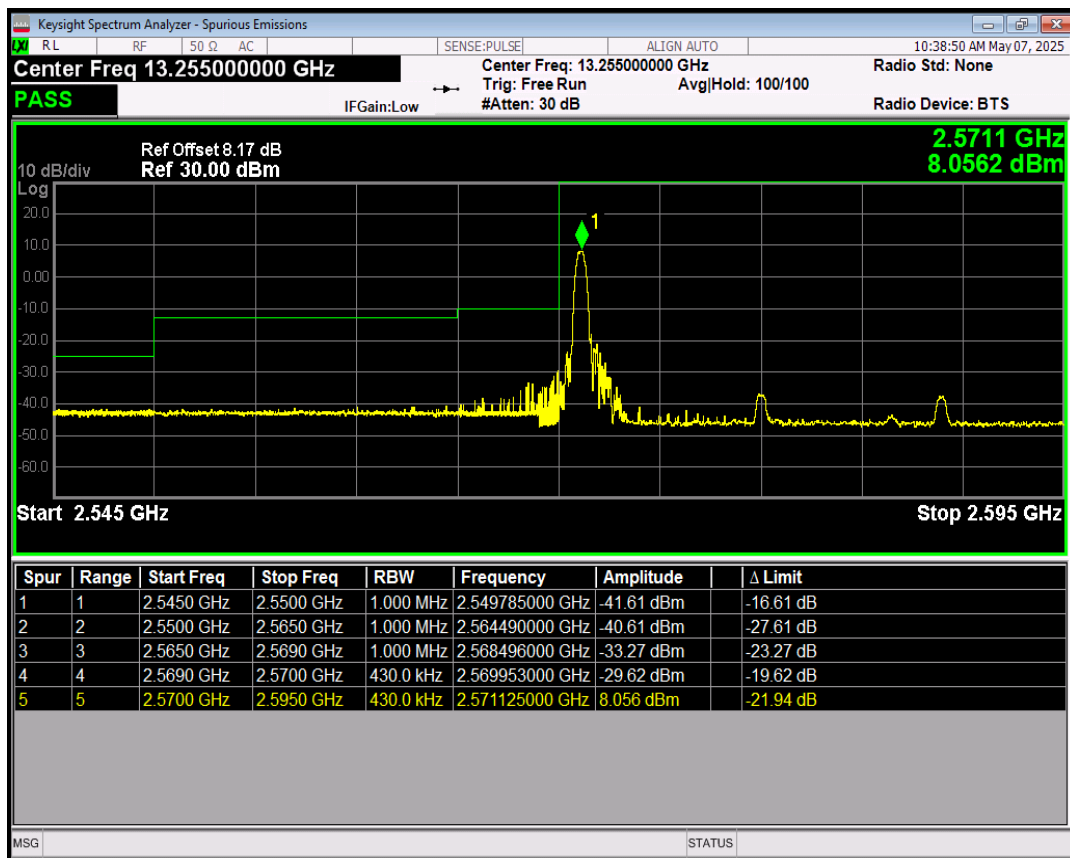 Keysight Spectrum Analyzer - Spurious Emissions
LXI RL RF 50 Ω AC SENSE:PULSE ALIGN AUTO 10:38:50 AM May 07, 2025
Center Freq 13.255000000 GHz Center Freq: 13.255000000 GHz Radio Std: None
Trig: Free Run Avg|Hold: 100/100
PASS IFGain:Low #Atten: 30 dB Radio Device: BTS
2.5711 GHz
Ref Offset 8.17 dB
10 dB/div Ref 30.00 dBm 8.0562 dBm
Log
20.0
1
10.0
0.00
-10.0
-20.0
-30.0
-40.0
-50.0
-60.0
Start 2.545 GHz Stop 2.595 GHz
Spur Range Start Freq Stop Freq RBW Frequency Amplitude Δ Limit
1 1 2.5450 GHz 2.5500 GHz 1.000 MHz 2.549785000 GHz -41.61 dBm -16.61 dB
2 2 2.5500 GHz 2.5650 GHz 1.000 MHz 2.564490000 GHz -40.61 dBm -27.61 dB
3 3 2.5650 GHz 2.5690 GHz 1.000 MHz 2.568496000 GHz -33.27 dBm -23.27 dB
4 4 2.5690 GHz 2.5700 GHz 430.0 kHz 2.569953000 GHz -29.62 dBm -19.62 dB
5 5 2.5700 GHz 2.5950 GHz 430.0 kHz 2.571125000 GHz 8.056 dBm -21.94 dB
MSG STATUS